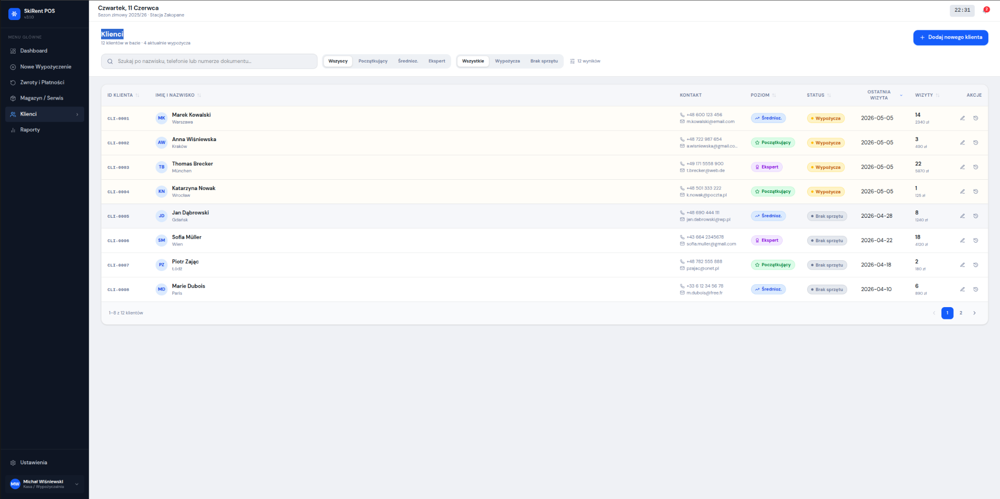 SkiRent POS
v3.1.0
MENU GŁÓWNE
Dashboard
Nowe Wypożyczenie
Zwroty i Płatności
Magazyn / Serwis
Klienci
Raporty
Ustawienia
MW
Michał Wiśniewski
Kasa / Wypożyczalnia
Czwartek, 11 Czerwca
Sezon zimowy 2025/26 · Stacja Zakopane
22:31
2
Klienci
12 klientów w bazie · 4 aktualnie wypożycza
+ Dodaj nowego klienta
Szukaj po nazwisku, telefonie lub numerze dokumentu...
Wszyscy Początkujący Średnioz. Ekspert
Wszystkie Wypożycza Brak sprzętu
12 wyników
ID KLIENTA IMIĘ I NAZWISKO KONTAKT POZIOM STATUS OSTATNIA WIZYTA WIZYTY AKCJE
CLI-0001 MK Marek Kowalski +48 600 123 456 Średnioz. Wypożycza 2026-05-05 14
Warszawa m.kowalski@email.com 2340 zł
CLI-0002 AW Anna Wiśniewska +48 722 987 654 Początkujący Wypożycza 2026-05-05 3
Kraków a.wisniewska@gmail.co... 490 zł
CLI-0003 TB Thomas Brecker +49 171 5558 900 Ekspert Wypożycza 2026-05-05 22
München t.brecker@web.de 5870 zł
CLI-0004 KN Katarzyna Nowak +48 501 333 222 Początkujący Wypożycza 2026-05-05 1
Wrocław k.nowak@poczta.pl 125 zł
CLI-0005 JD Jan Dąbrowski +48 690 444 111 Średnioz. Brak sprzętu 2026-04-28 8
Gdańsk jan.dabrowski@wp.pl 1240 zł
CLI-0006 SM Sofia Müller +43 664 2345678 Ekspert Brak sprzętu 2026-04-22 18
Wien sofia.muller@gmail.com 4120 zł
CLI-0007 PZ Piotr Zając +48 782 555 888 Początkujący Brak sprzętu 2026-04-18 2
Łódź pzajac@onet.pl 180 zł
CLI-0008 MD Marie Dubois +33 6 12 34 56 78 Średnioz. Brak sprzętu 2026-04-10 6
Paris m.dubois@free.fr 890 zł
1–8 z 12 klientów
1 2